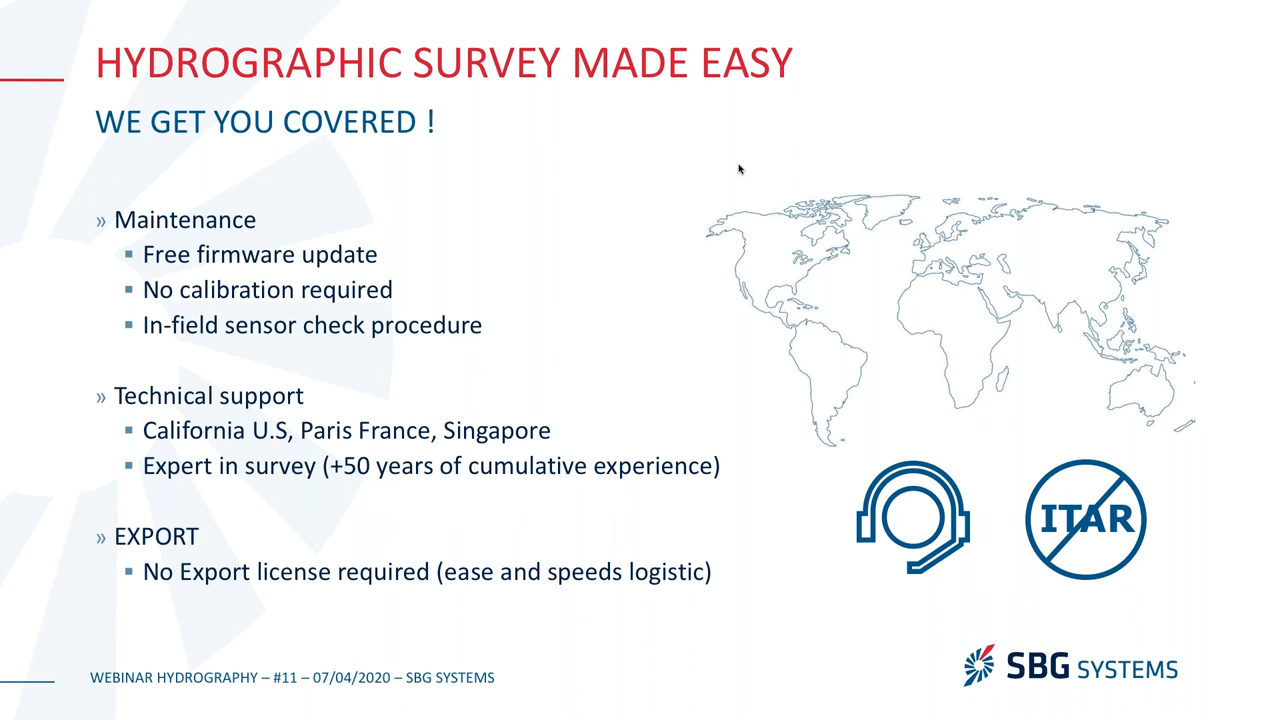 HYDROGRAPHIC SURVEY MADE EASY
WE GET YOU COVERED !
» Maintenance
▪ Free firmware update
▪ No calibration required
▪ In-field sensor check procedure
» Technical support
▪ California U.S, Paris France, Singapore
▪ Expert in survey (+50 years of cumulative experience)
» EXPORT
▪ No Export license required (ease and speeds logistic)
ITAR
WEBINAR HYDROGRAPHY – #11 – 07/04/2020 – SBG SYSTEMS
SBG SYSTEMS